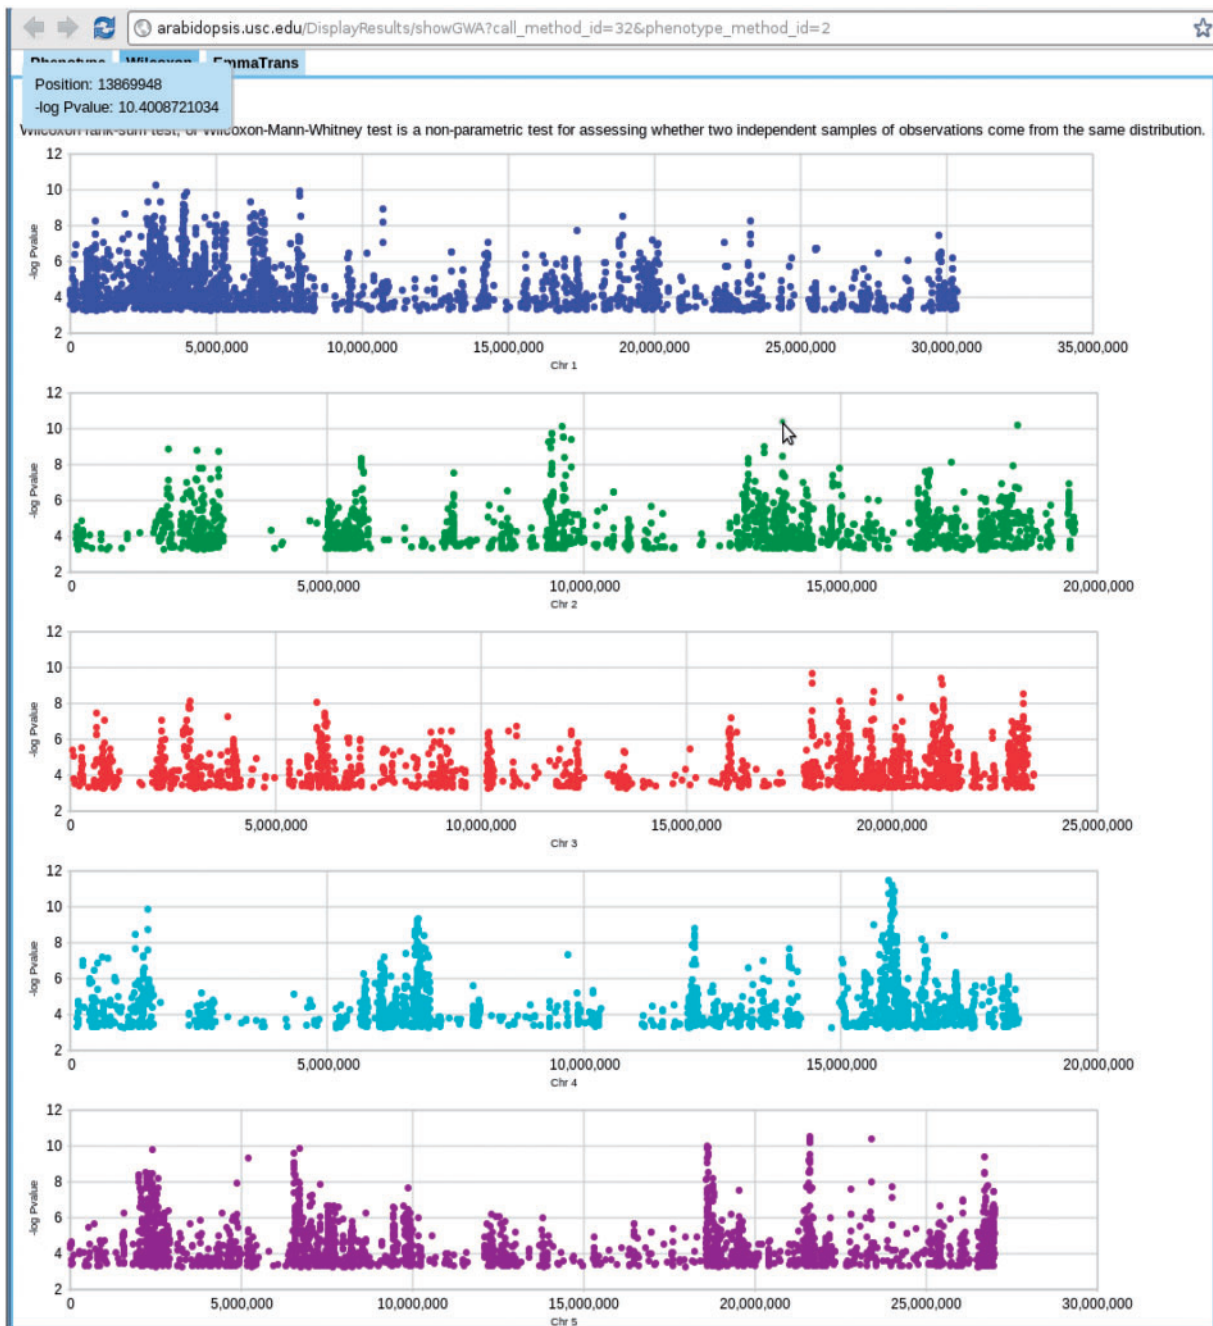 arabidopsis.usc.edu/DisplayResults/showGWA?call_method_id=32&phenotype_method_id=2
Phenotype Wilcoxon EmmaTrans
Position: 13869948
-log Pvalue: 10.4008721034
Wilcoxon rank-sum test, or Wilcoxon-Mann-Whitney test is a non-parametric test for assessing whether two independent samples of observations come from the same distribution.
12
10
8
6
4
2
-log Pvalue
0 5,000,000 10,000,000 15,000,000 20,000,000 25,000,000 30,000,000 35,000,000
Chr 1
12
10
8
6
4
2
-log Pvalue
0 5,000,000 10,000,000 15,000,000 20,000,000
Chr 2
12
10
8
6
4
2
-log Pvalue
0 5,000,000 10,000,000 15,000,000 20,000,000 25,000,000
Chr 3
12
10
8
6
4
2
-log Pvalue
0 5,000,000 10,000,000 15,000,000 20,000,000
Chr 4
12
10
8
6
4
2
-log Pvalue
0 5,000,000 10,000,000 15,000,000 20,000,000 25,000,000 30,000,000
Chr 5